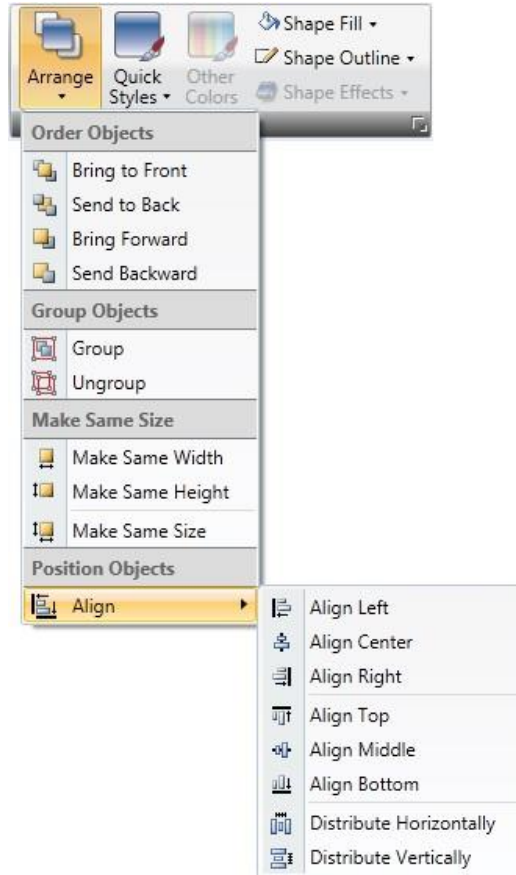 Arrange
Quick
Styles
Other
Colors
Shape Fill
Shape Outline
Shape Effects
Order Objects
Bring to Front
Send to Back
Bring Forward
Send Backward
Group Objects
Group
Ungroup
Make Same Size
Make Same Width
Make Same Height
Make Same Size
Position Objects
Align
Align Left
Align Center
Align Right
Align Top
Align Middle
Align Bottom
Distribute Horizontally
Distribute Vertically